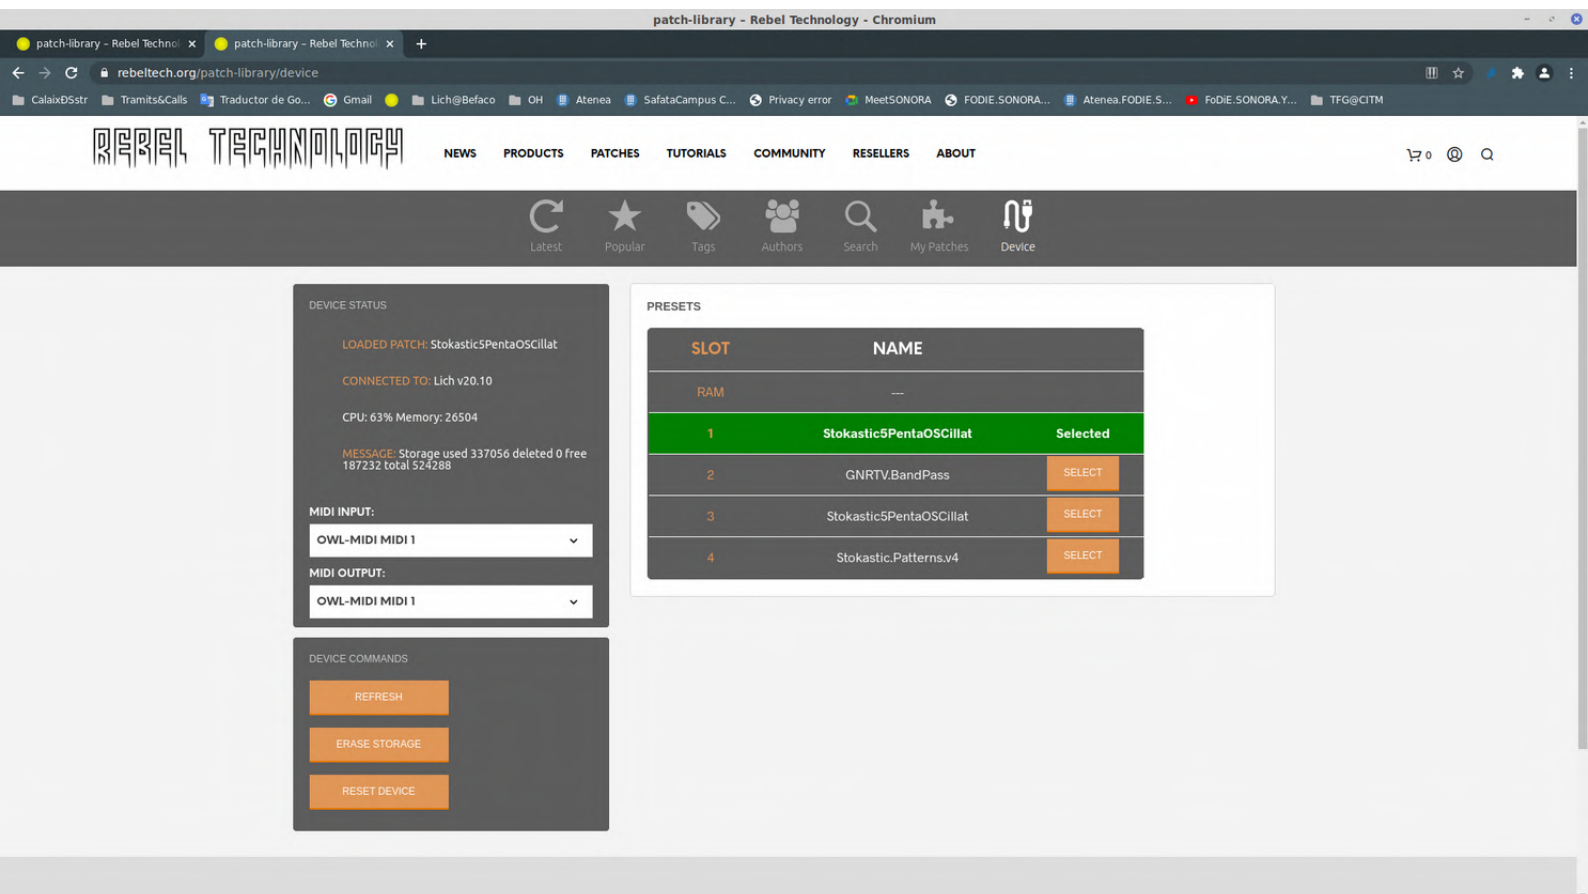 patch-library – Rebel Technology - Chromium
patch-library – Rebel Technol
patch-library – Rebel Technol
rebeltech.org/patch-library/device
CalaixÐSstr Tramits&Calls Traductor de Go... Gmail Lich@Befaco OH Atenea SafataCampus C... Privacy error MeetSONORA FODIE.SONORA... Atenea.FODIE.S... FoDiE.SONORA.Y... TFG@CITM
REBEL TECHNOLOGY
NEWS PRODUCTS PATCHES TUTORIALS COMMUNITY RESELLERS ABOUT
0
Latest Popular Tags Authors Search My Patches Device
DEVICE STATUS
LOADED PATCH: Stokastic5PentaOSCillat
CONNECTED TO: Lich v20.10
CPU: 63% Memory: 26504
MESSAGE: Storage used 337056 deleted 0 free
187232 total 524288
MIDI INPUT:
OWL-MIDI MIDI 1
MIDI OUTPUT:
OWL-MIDI MIDI 1
DEVICE COMMANDS
REFRESH
ERASE STORAGE
RESET DEVICE
PRESETS
SLOT NAME
RAM ---
1 Stokastic5PentaOSCillat Selected
2 GNRTV.BandPass SELECT
3 Stokastic5PentaOSCillat SELECT
4 Stokastic.Patterns.v4 SELECT